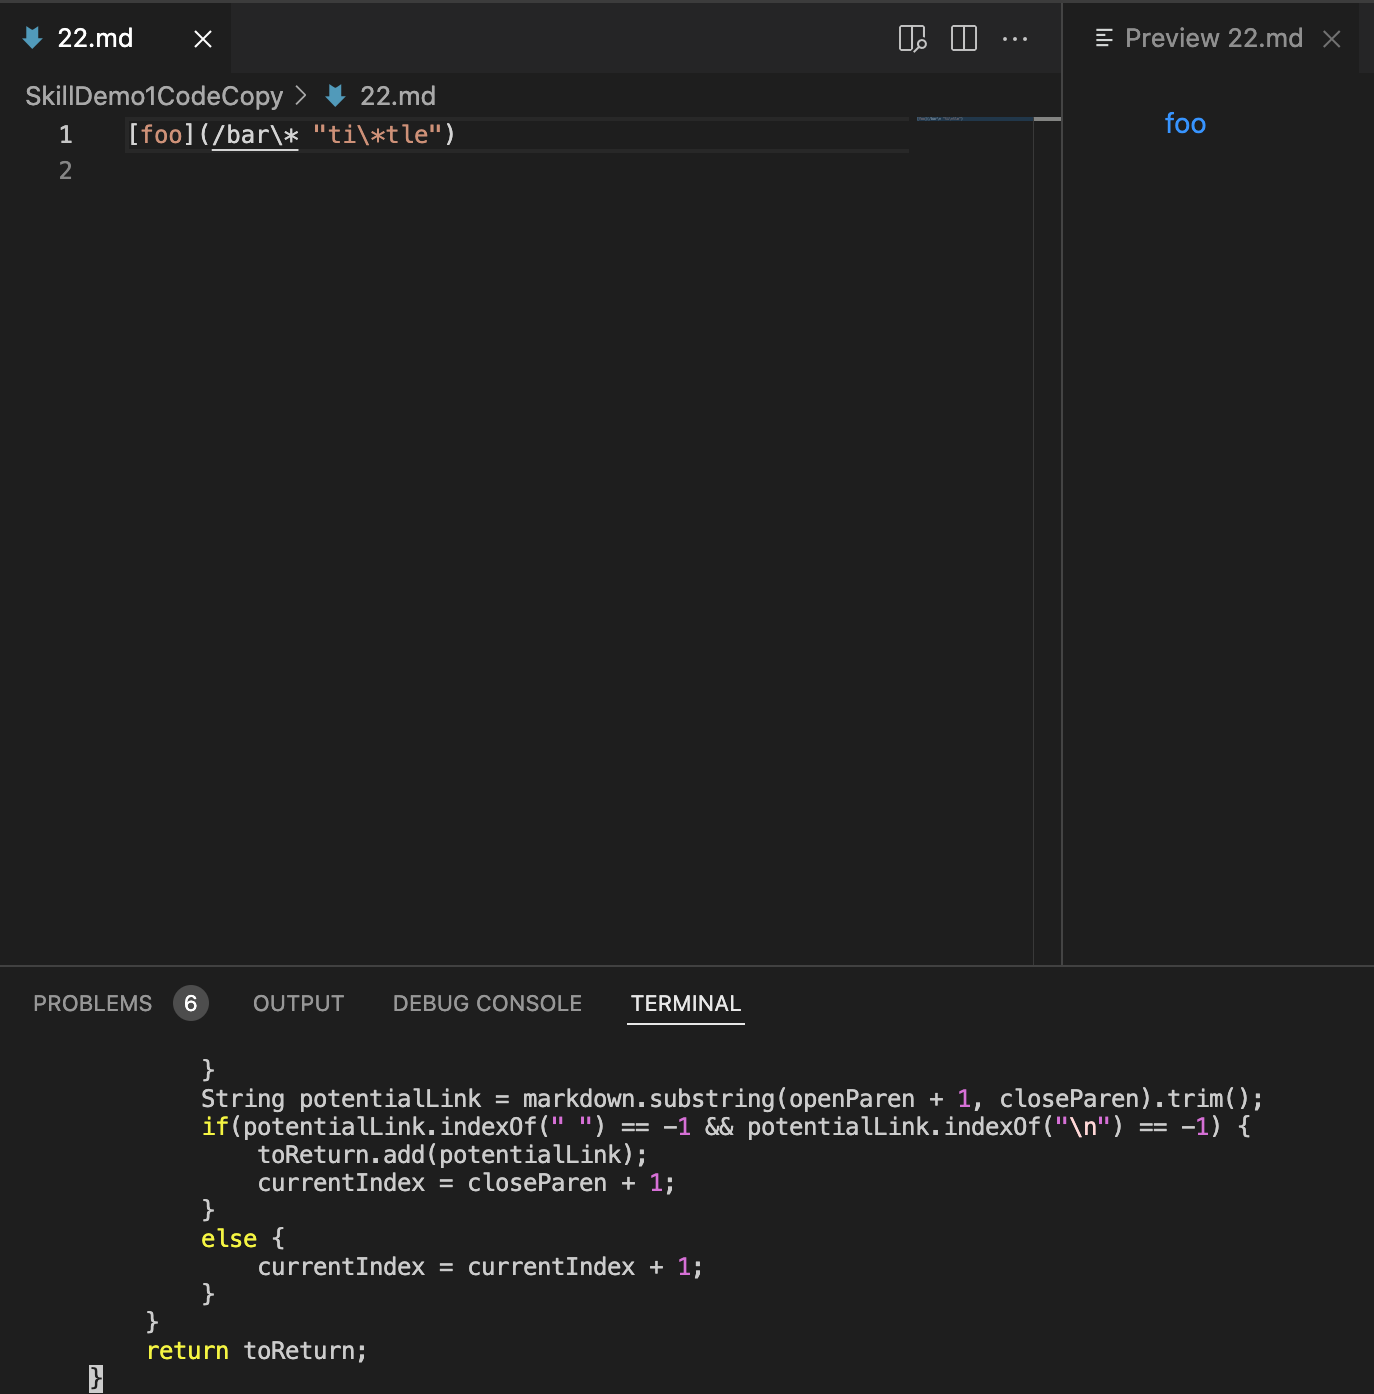 22.md
Preview 22.md
SkillDemo1CodeCopy > 22.md
1 [foo](/bar\* "ti\*tle")
2
foo
PROBLEMS 6 OUTPUT DEBUG CONSOLE TERMINAL
}
String potentialLink = markdown.substring(openParen + 1, closeParen).trim();
if(potentialLink.indexOf(" ") == -1 && potentialLink.indexOf("\n") == -1) {
toReturn.add(potentialLink);
currentIndex = closeParen + 1;
}
else {
currentIndex = currentIndex + 1;
}
}
return toReturn;
}